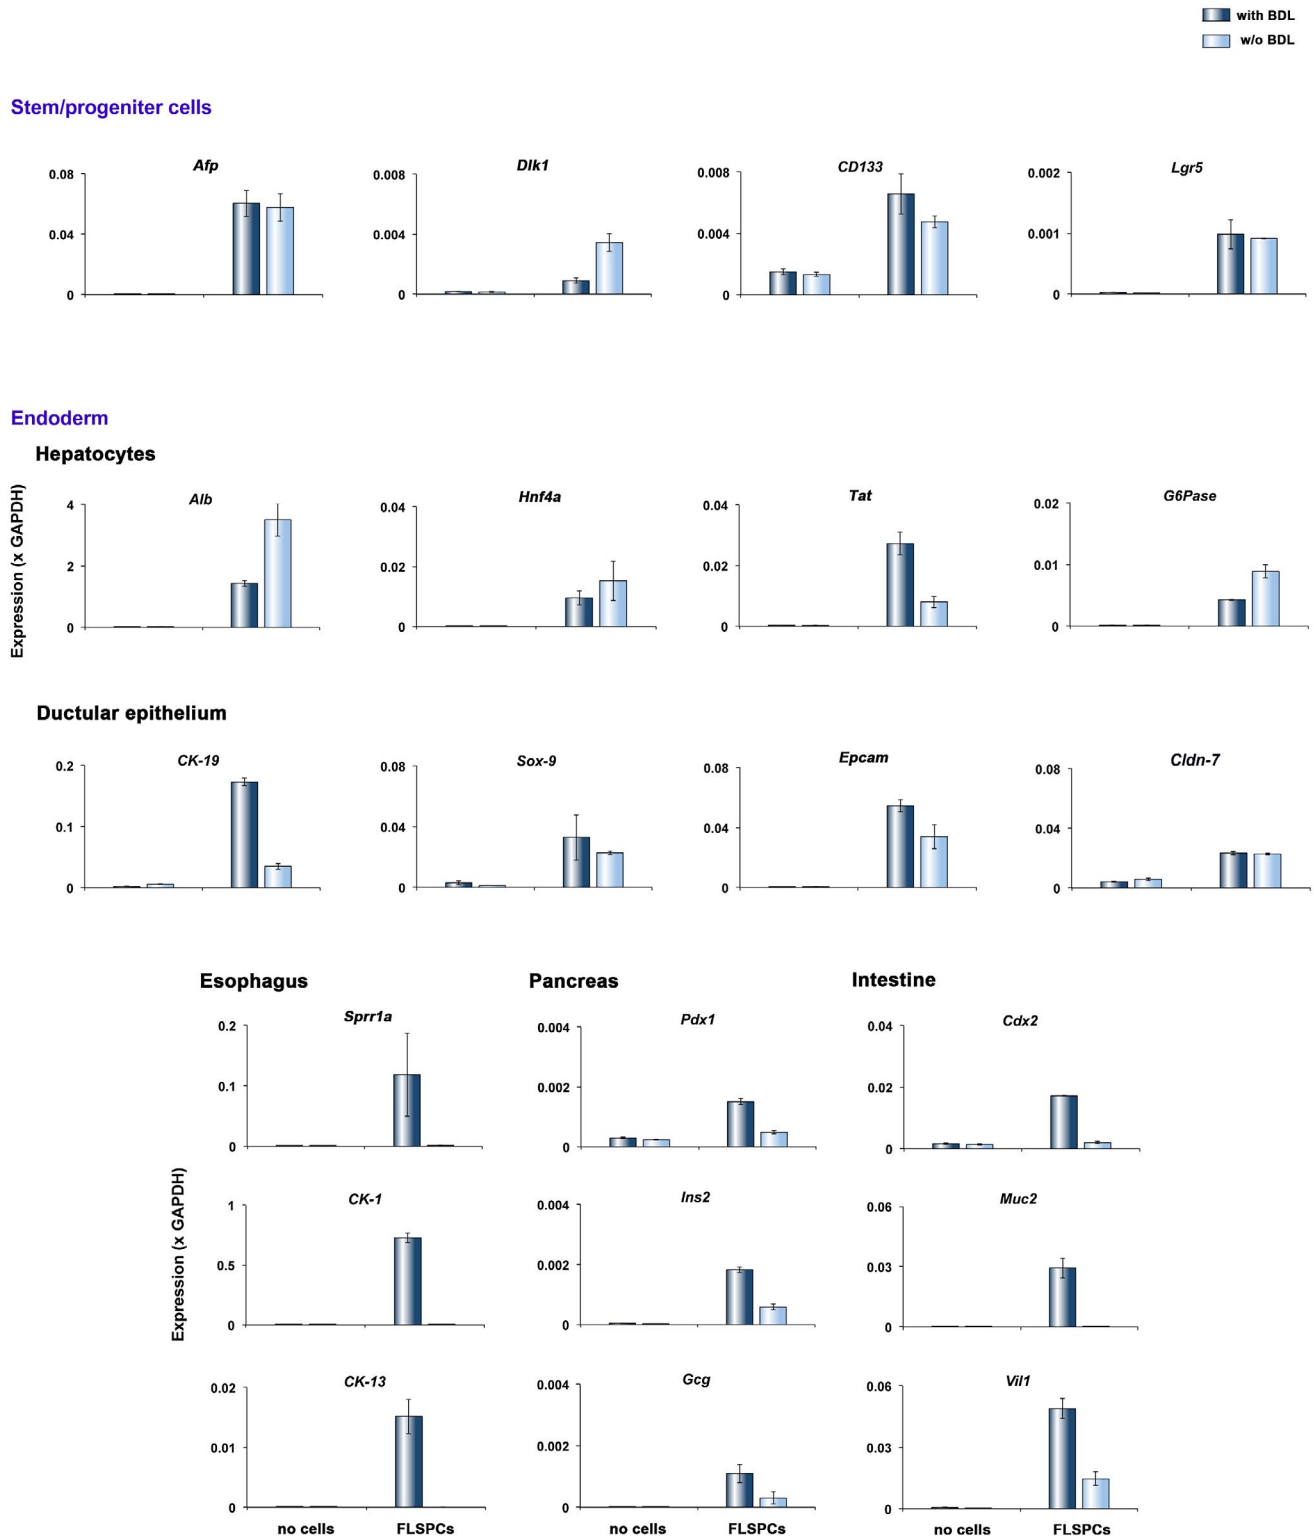 with BDL
w/o BDL
Stem/progeniter cells
Afp
Dlk1
CD133
Lgr5
0.08
0.04
0
0.008
0.004
0
0.008
0.004
0
0.002
0.001
0
Endoderm
Hepatocytes
Expression (x GAPDH)
Alb
Hnf4a
Tat
G6Pase
4
2
0
0.04
0.02
0
0.04
0.02
0
0.02
0.01
0
Ductular epithelium
CK-19
Sox-9
Epcam
Cldn-7
0.2
0.1
0
0.08
0.04
0
0.08
0.04
0
0.08
0.04
0
Esophagus
Pancreas
Intestine
Expression (x GAPDH)
Sprr1a
Pdx1
Cdx2
0.2
0.1
0
0.004
0.002
0
0.04
0.02
0
CK-1
Ins2
Muc2
1
0.5
0
0.004
0.002
0
0.06
0.03
0
CK-13
Gcg
Vil1
0.02
0.01
0
0.004
0.002
0
0.06
0.03
0
no cells FLSPCs
no cells FLSPCs
no cells FLSPCs